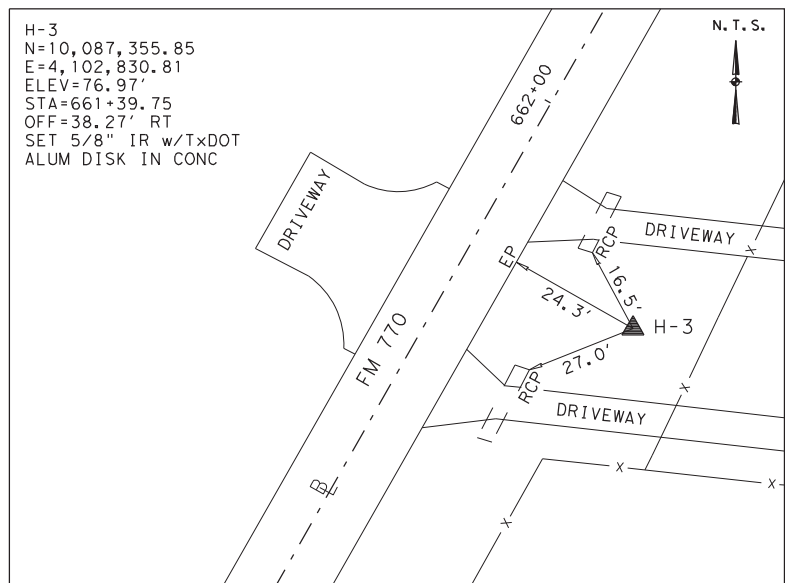 H-3
N=10,087,355.85
E=4,102,830.81
ELEV=76.97'
STA=661+39.75
OFF=38.27' RT
SET 5/8" IR w/TxDOT
ALUM DISK IN CONC
N.T.S.
662+00
DRIVEWAY
DRIVEWAY
X
RCP
EP
16.5'
24.3'
H-3
FM 770
27.0'
RCP
X
DRIVEWAY
BL
X
X
X